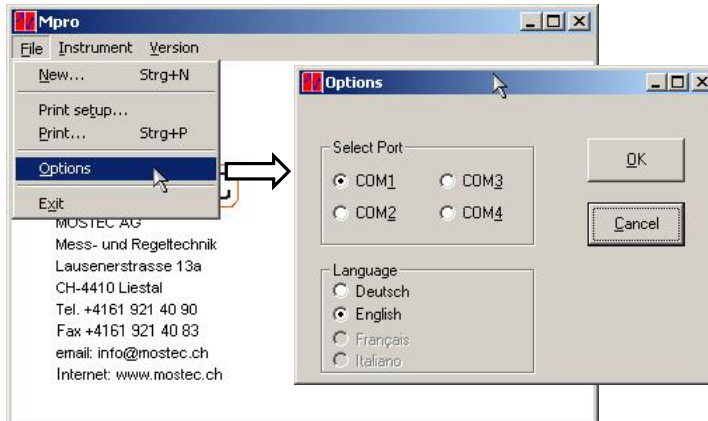 Mpro
File Instrument Version
New... Strg+N
Print setup...
Print... Strg+P
Options
Exit
MOSTEC AG
Mess- und Regeltechnik
Lausenerstrasse 13a
CH-4410 Liestal
Tel. +4161 921 40 90
Fax +4161 921 40 83
email: info@mostec.ch
Internet: www.mostec.ch
Options
Select Port
COM1 COM3
COM2 COM4
OK
Cancel
Language
Deutsch
English
Français
Italiano